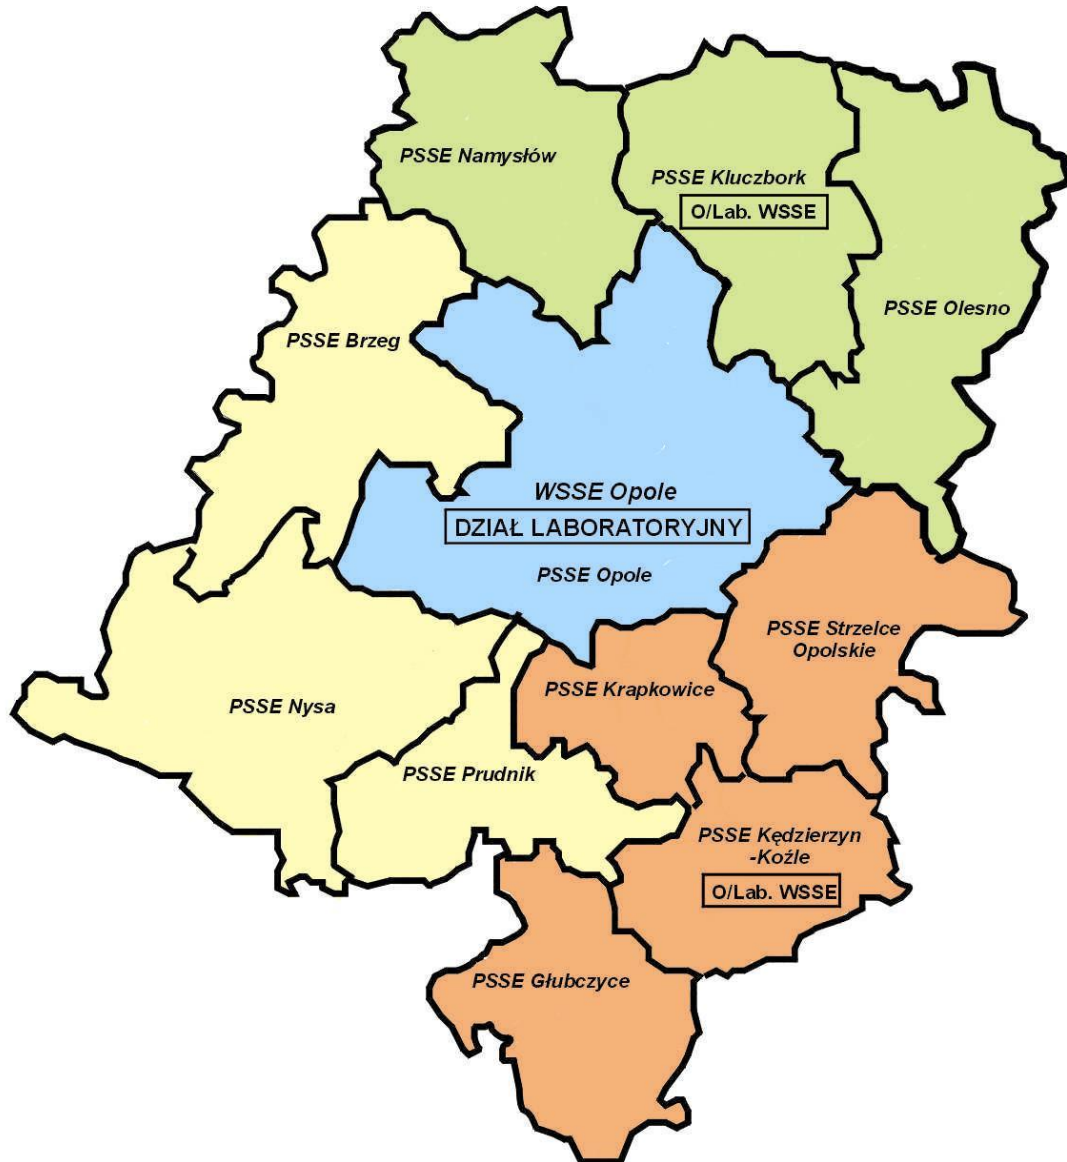 PSSE Namysłów
PSSE Kluczbork
O/Lab. WSSE
PSSE Olesno
PSSE Brzeg
WSSE Opole
DZIAŁ LABORATORYJNY
PSSE Opole
PSSE Strzelce
Opolskie
PSSE Krapkowice
PSSE Nysa
PSSE Prudnik
PSSE Kędzierzyn
-Koźle
O/Lab. WSSE
PSSE Głubczyce